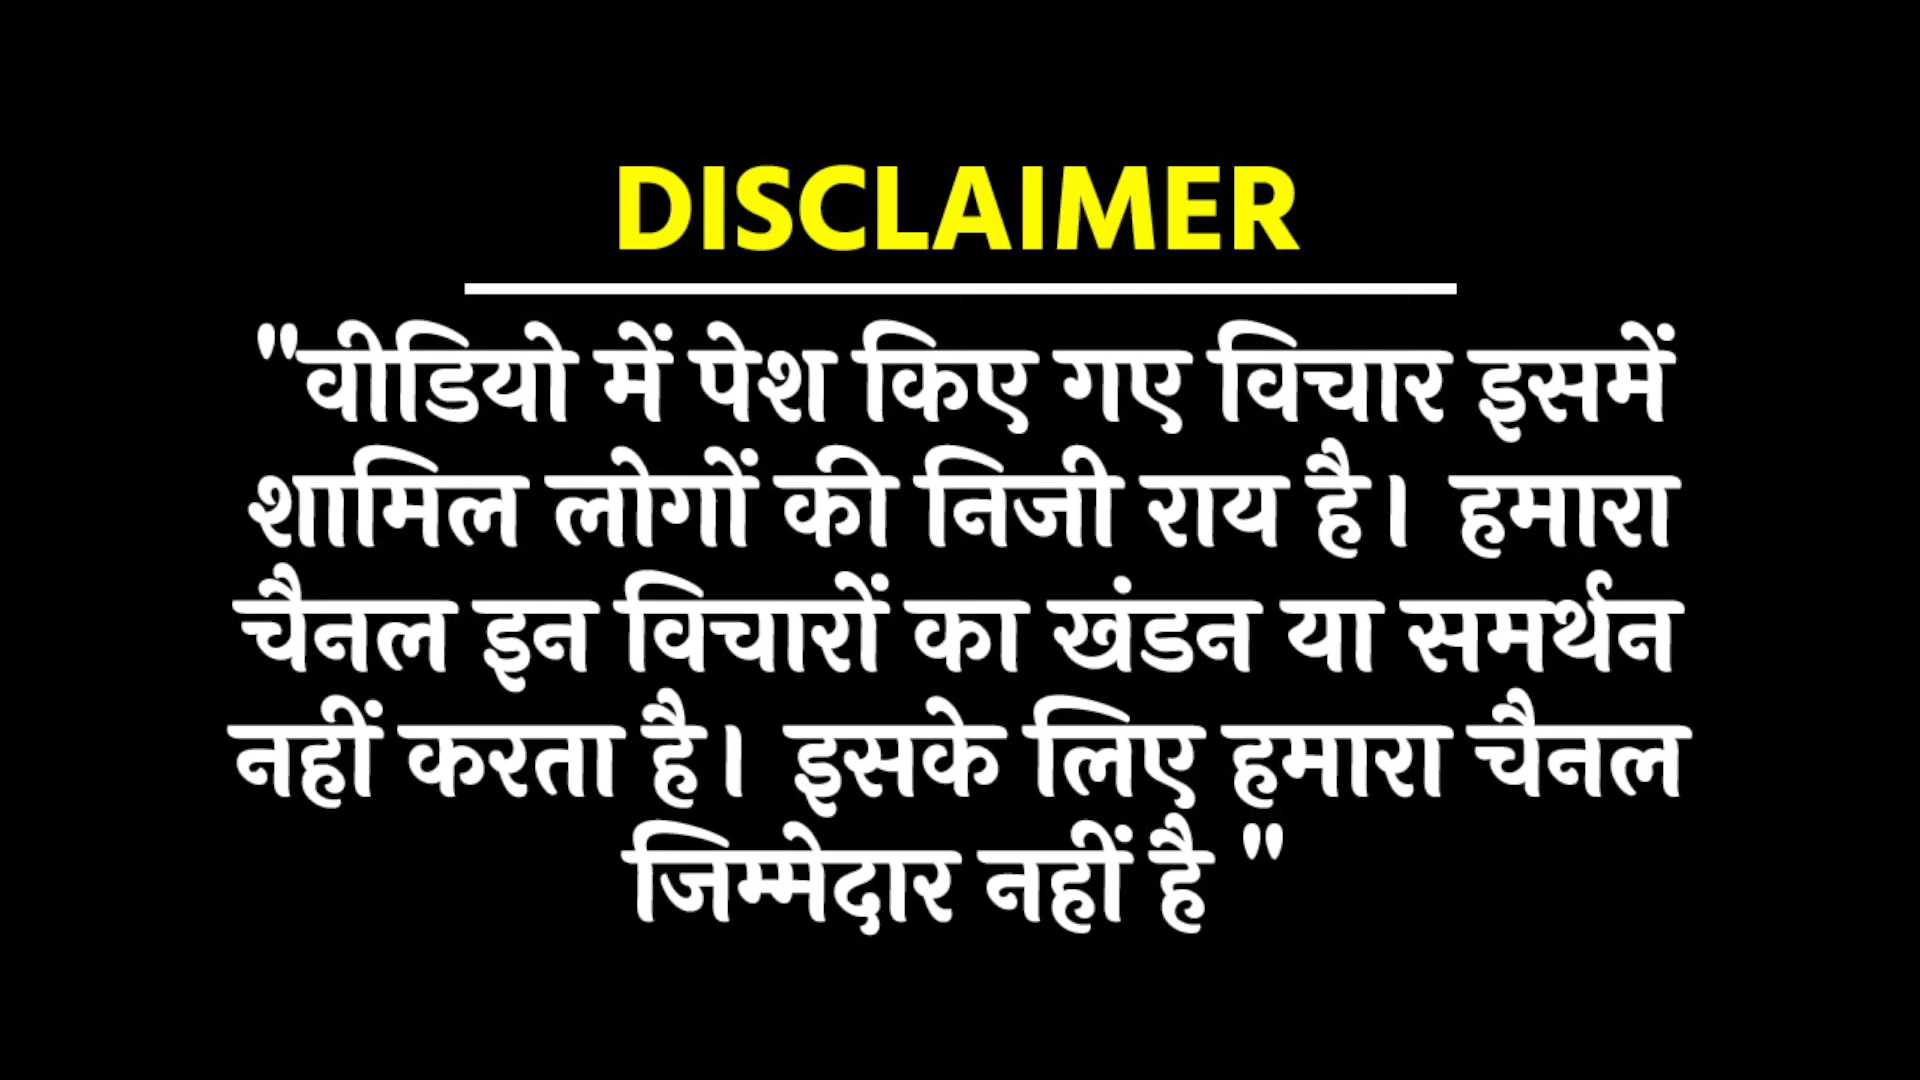 DISCLAIMER
"वीडियो में पेश किए गए विचार इसमें
शामिल लोगों की निजी राय है। हमारा
चैनल इन विचारों का खंडन या समर्थन
नहीं करता है। इसके लिए हमारा चैनल
जिम्मेदार नहीं है "